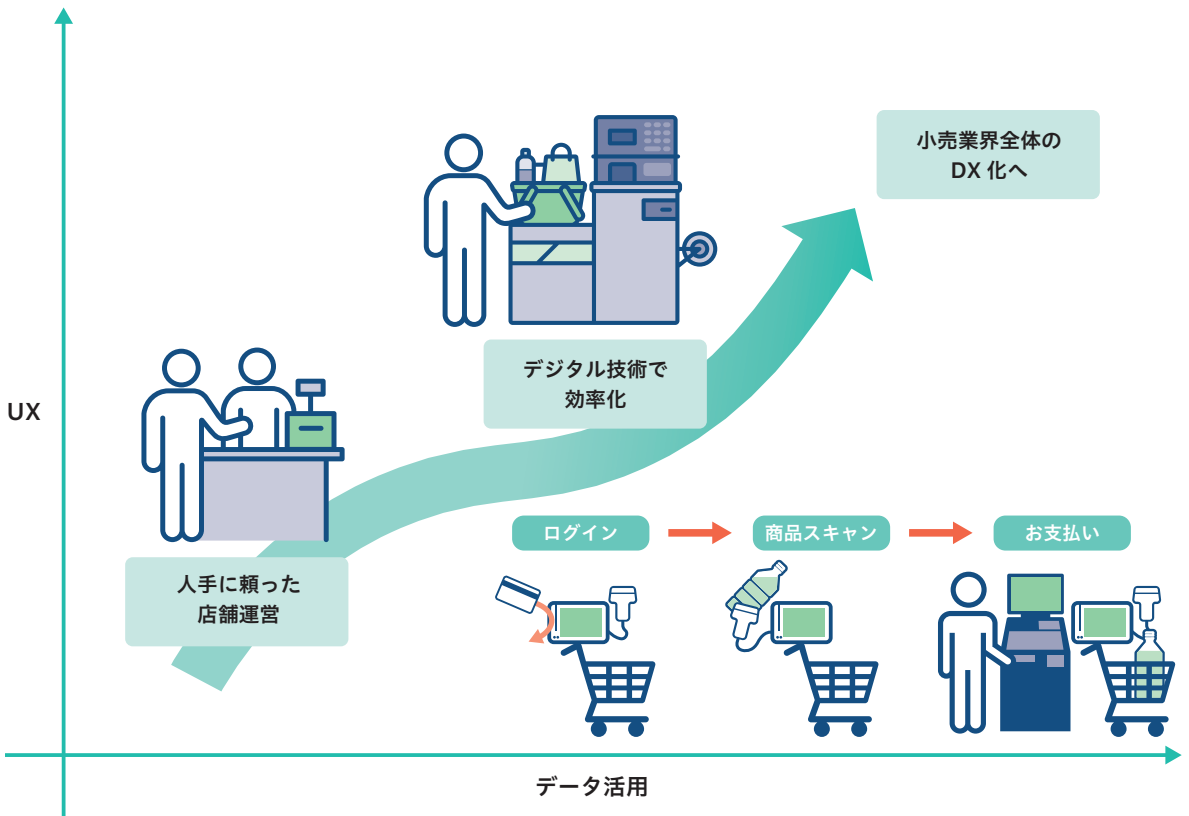 小売業界全体の
DX 化へ
デジタル技術で
効率化
UX
ログイン
商品スキャン
お支払い
人手に頼った
店舗運営
データ活用